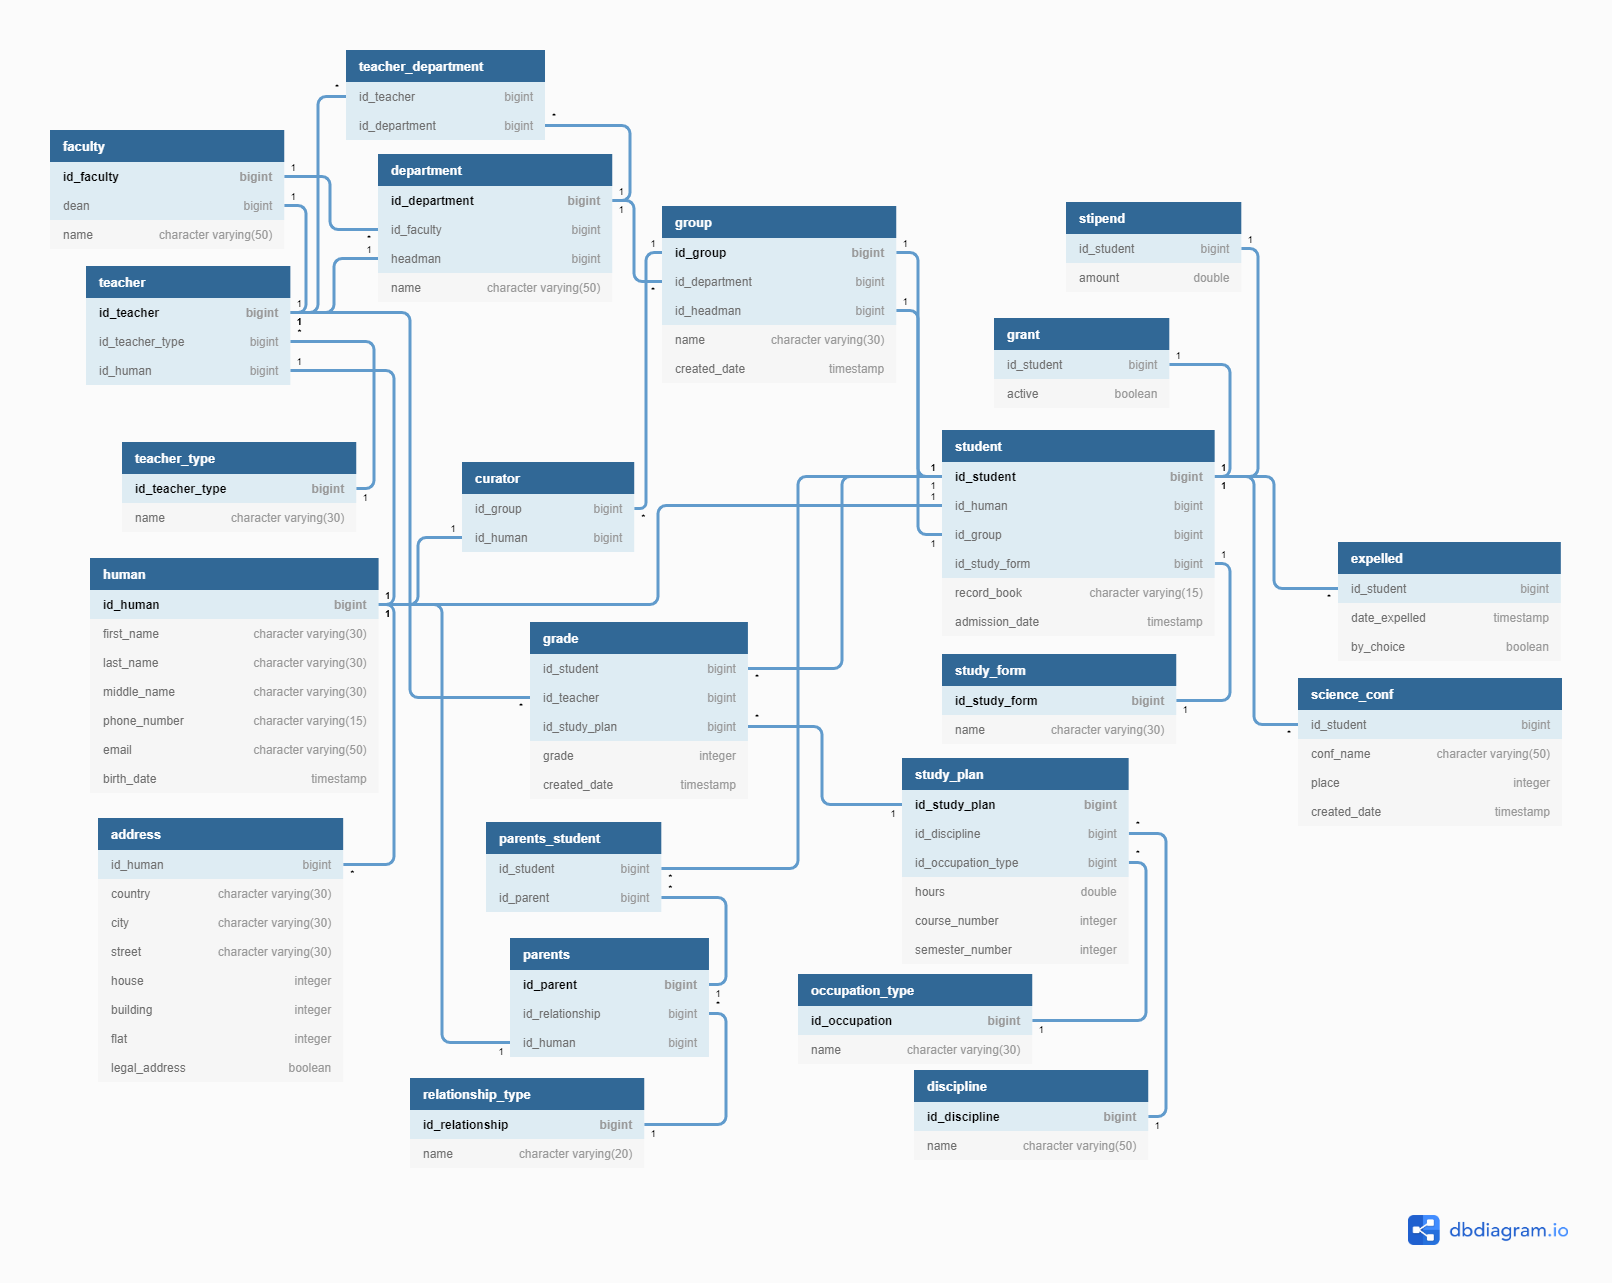 teacher_department
id_teacher bigint
id_department bigint
faculty
id_faculty bigint
dean bigint
name character varying(50)
department
id_department bigint
id_faculty bigint
headman bigint
name character varying(50)
group
id_group bigint
id_department bigint
id_headman bigint
name character varying(30)
created_date timestamp
stipend
id_student bigint
amount double
teacher
id_teacher bigint
id_teacher_type bigint
id_human bigint
grant
id_student bigint
active boolean
teacher_type
id_teacher_type bigint
name character varying(30)
curator
id_group bigint
id_human bigint
student
id_student bigint
id_human bigint
id_group bigint
id_study_form bigint
record_book character varying(15)
admission_date timestamp
expelled
id_student bigint
date_expelled timestamp
by_choice boolean
human
id_human bigint
first_name character varying(30)
last_name character varying(30)
middle_name character varying(30)
phone_number character varying(15)
email character varying(50)
birth_date timestamp
grade
id_student bigint
id_teacher bigint
id_study_plan bigint
grade integer
created_date timestamp
study_form
id_study_form bigint
name character varying(30)
science_conf
id_student bigint
conf_name character varying(50)
place integer
created_date timestamp
study_plan
id_study_plan bigint
id_discipline bigint
id_occupation_type bigint
hours double
course_number integer
semester_number integer
address
id_human bigint
country character varying(30)
city character varying(30)
street character varying(30)
house integer
building integer
flat integer
legal_address boolean
parents_student
id_student bigint
id_parent bigint
parents
id_parent bigint
id_relationship bigint
id_human bigint
occupation_type
id_occupation bigint
name character varying(30)
relationship_type
id_relationship bigint
name character varying(20)
discipline
id_discipline bigint
name character varying(50)
dbdiagram.io